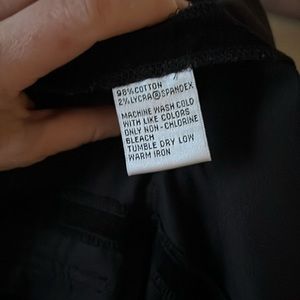 98% COTTON
2% LYCRA® SPANDEX
MACHINE WASH COLD
WITH LIKE COLORS
ONLY NON-CHLORINE
BLEACH
TUMBLE DRY LOW
WARM IRON